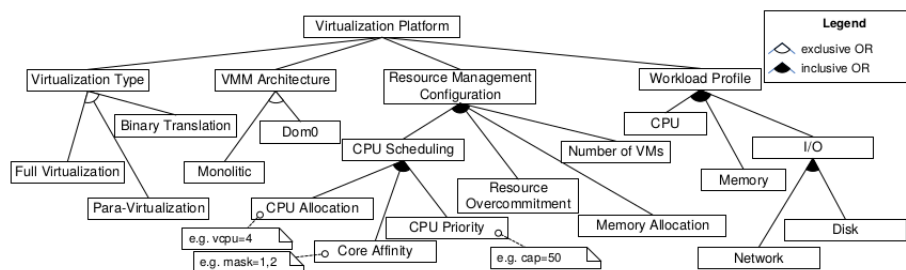 Virtualization Platform
Legend
exclusive OR
inclusive OR
Virtualization Type
VMM Architecture
Resource Management
Configuration
Workload Profile
Binary Translation
Dom0
CPU
CPU Scheduling
Number of VMs
I/O
Full Virtualization
Monolitic
Memory
Resource
Overcommitment
Para-Virtualization
CPU Allocation
CPU Priority
Memory Allocation
Disk
e.g. vcpu=4
Core Affinity
Network
e.g. mask=1,2
e.g. cap=50